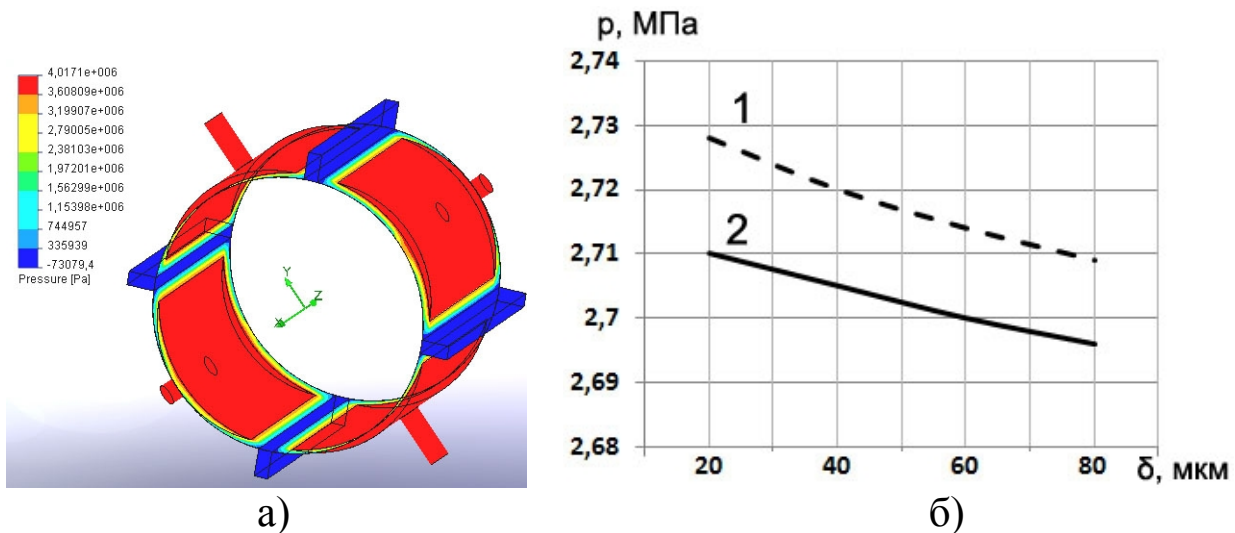 4,0171e+006
3,60809e+006
3,19907e+006
2,79005e+006
2,38103e+006
1,97201e+006
1,56299e+006
1,15398e+006
744957
335939
-73079,4
Pressure [Pa]
Y
Z
X
а)
p, МПа
2,74
2,73
2,72
2,71
2,7
2,69
2,68
1
2
20
40
60
80
δ, мкм
б)